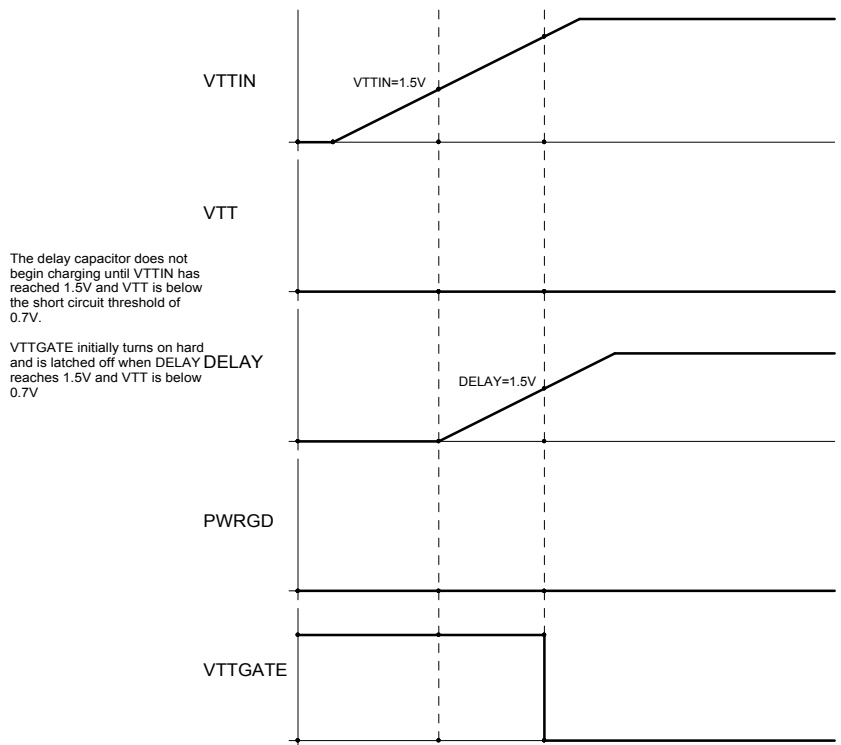 VTTIN
VTTIN=1.5V
VTT
The delay capacitor does not
begin charging until VTTIN has
reached 1.5V and VTT is below
the short circuit threshold of
0.7V.
VTTGATE initially turns on hard
and is latched off when DELAY
reaches 1.5V and VTT is below
0.7V
DELAY
DELAY=1.5V
PWRGD
VTTGATE